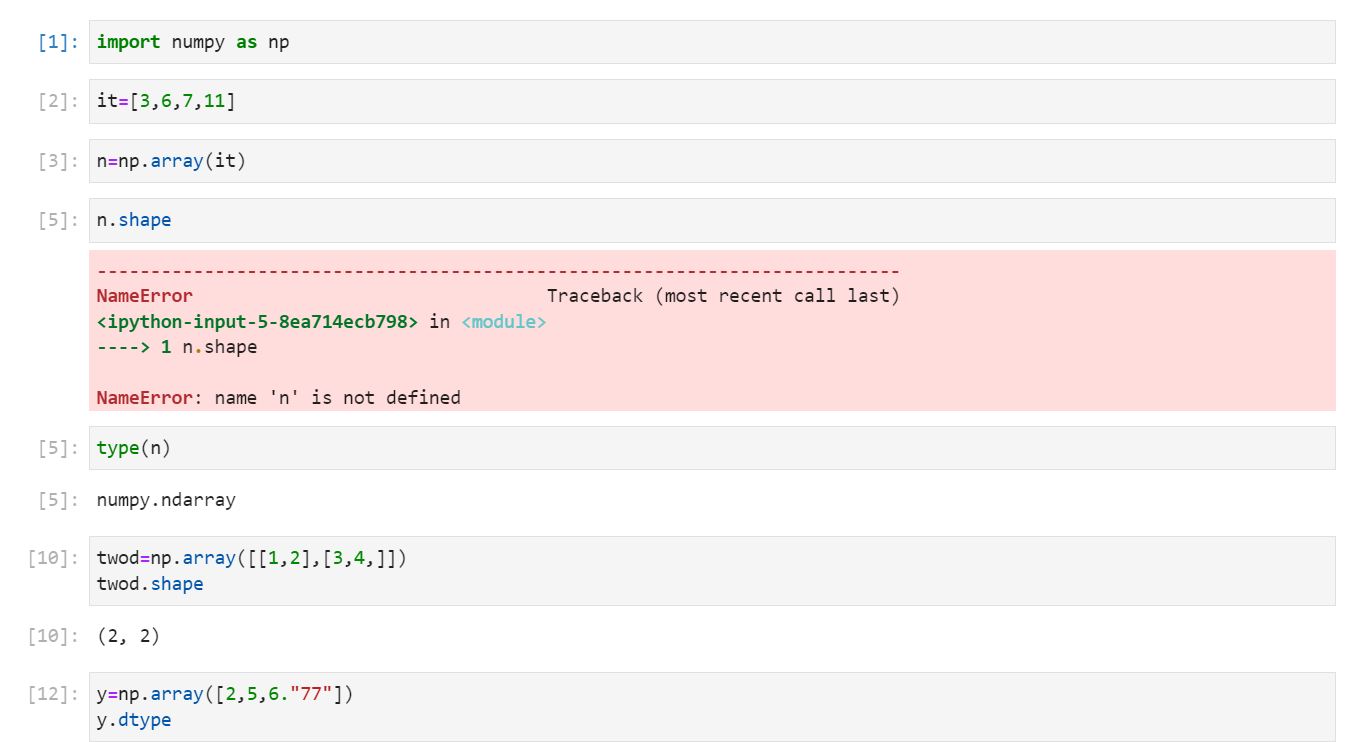 [1]: import numpy as np
[2]: it=[3,6,7,11]
[3]: n=np.array(it)
[5]: n.shape
---------------------------------------------------------------------------
NameError Traceback (most recent call last)
<ipython-input-5-8ea714ecb798> in <module>
----> 1 n.shape
NameError: name 'n' is not defined
[5]: type(n)
[5]: numpy.ndarray
[10]: twod=np.array([[1,2],[3,4,]])
twod.shape
[10]: (2, 2)
[12]: y=np.array([2,5,6."77"])
y.dtype